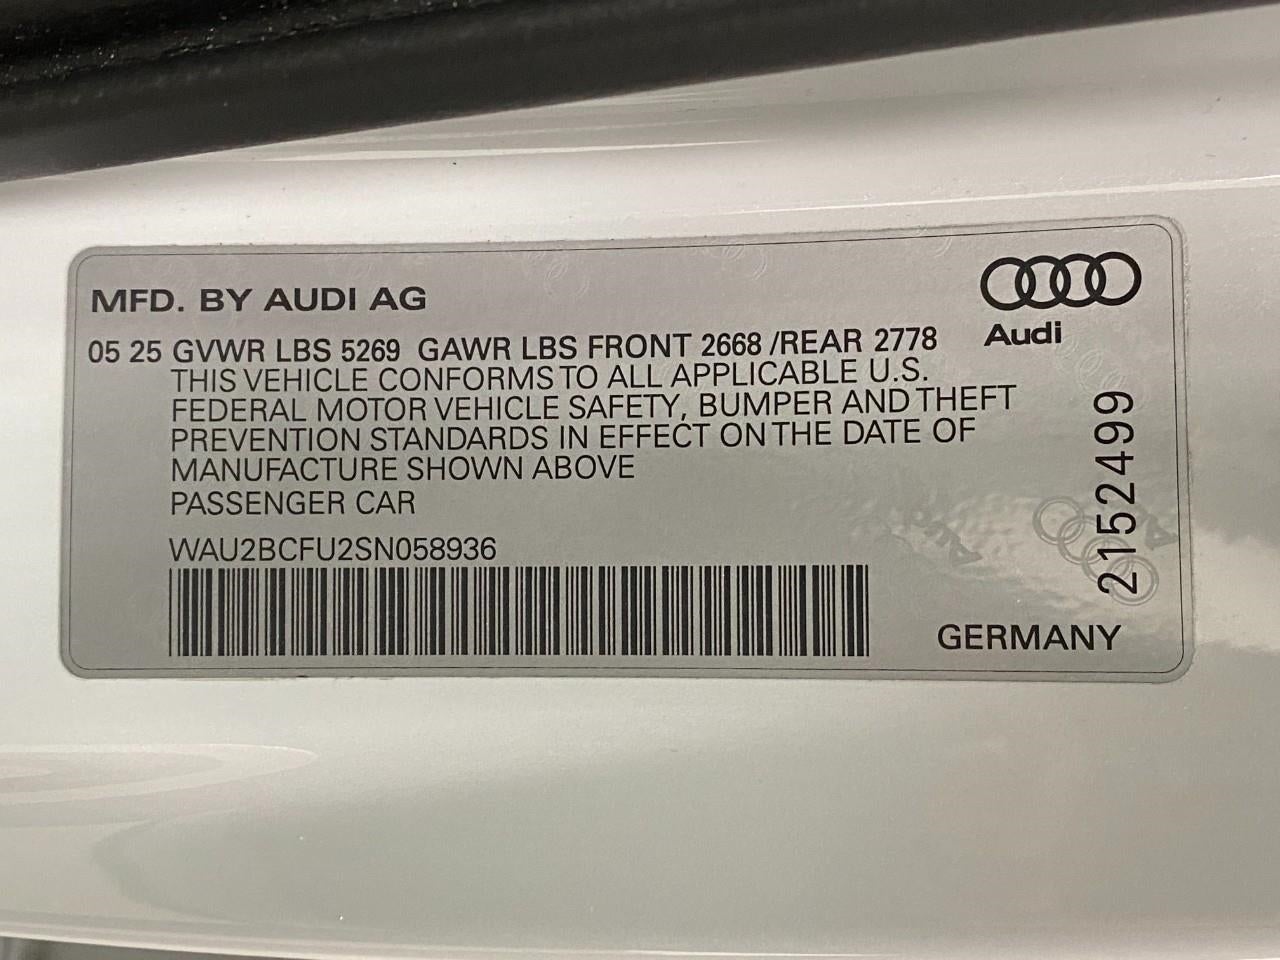 MFD. BY AUDI AG
Audi
05 25 GVWR LBS 5269 GAWR LBS FRONT 2668 /REAR 2778
THIS VEHICLE CONFORMS TO ALL APPLICABLE U.S.
FEDERAL MOTOR VEHICLE SAFETY, BUMPER AND THEFT
PREVENTION STANDARDS IN EFFECT ON THE DATE OF
MANUFACTURE SHOWN ABOVE
PASSENGER CAR
WAU2BCFU2SN058936
2152499
GERMANY